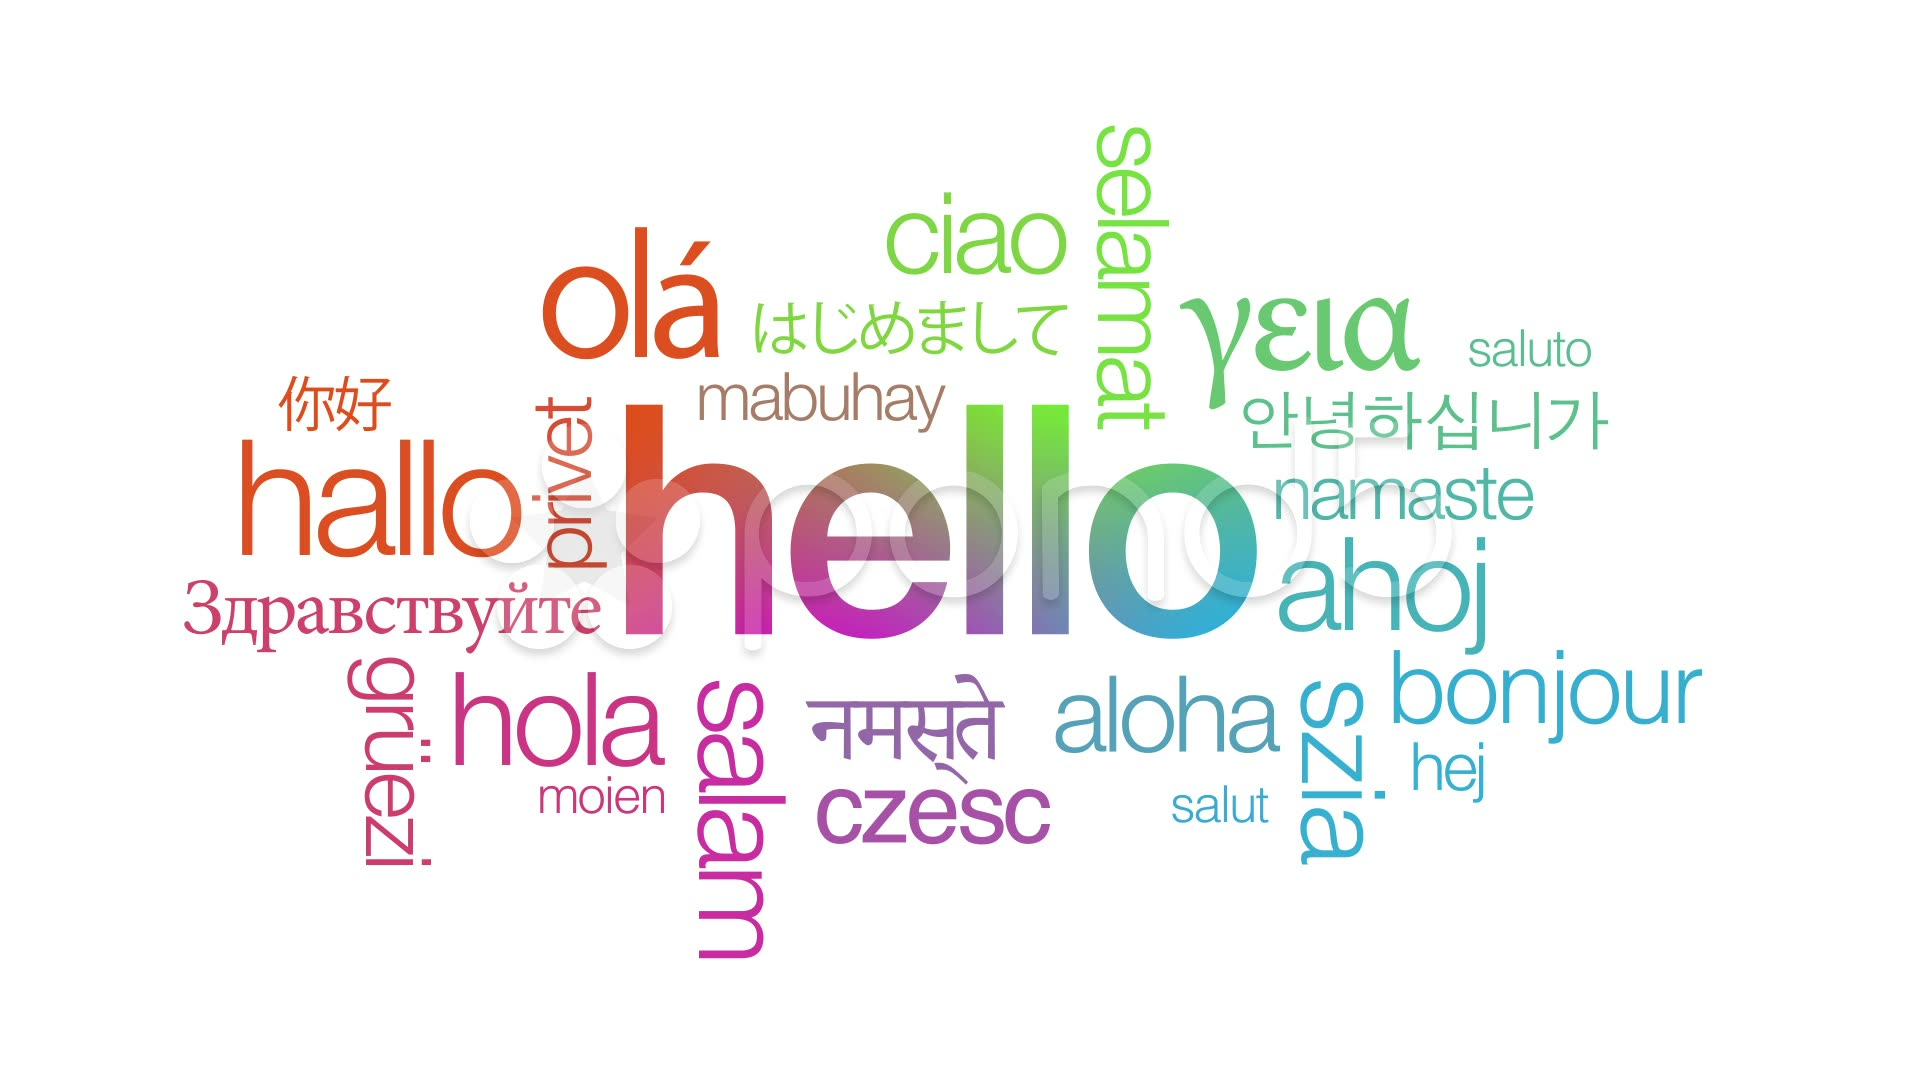 selamat
ciao
olá
はじめまして
γεια
saluto
mabuhay
你好
privet
안녕하십니가
hallo
hello
namaste
pond5
ahoj
Здравствуйте
grüezi
hola
salam
नमस्ते
aloha
szia
bonjour
hej
moien
czesc
salut